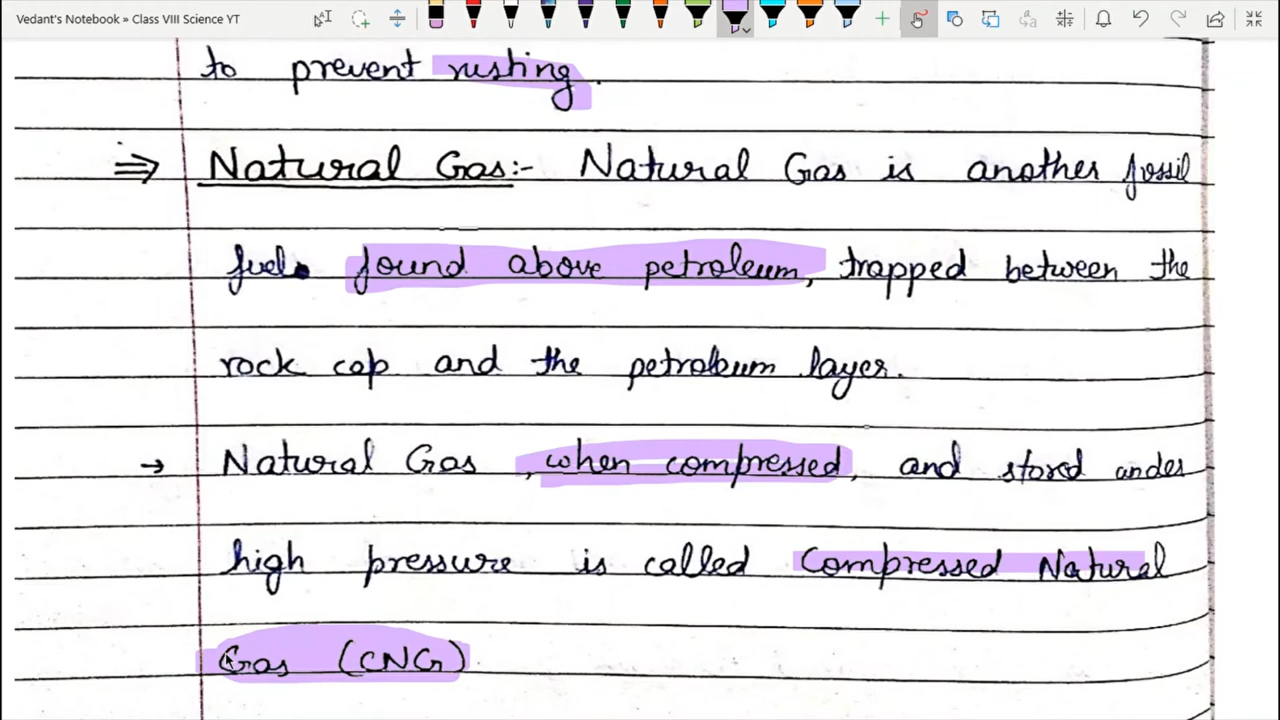 Vedant's Notebook » Class VIII Science YT
to prevent rusting.
⇒ Natural Gas:- Natural Gas is another fossil
fuel found above petroleum, trapped between the
rock cap and the petroleum layer.
→ Natural Gas, when compressed, and stored under
high pressure is called Compressed Natural
Gas (CNG)